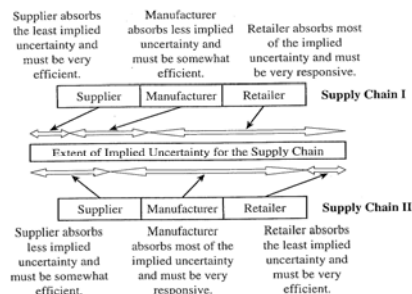 Supplier absorbs
the least implied
uncertainty and
must be very
efficient.
Manufacturer
absorbs less implied
uncertainty and
must be somewhat
efficient.
Retailer absorbs most
of the implied
uncertainty and must
be very responsive.
Supplier
Manufacturer
Retailer
Supply Chain I
Extent of Implied Uncertainty for the Supply Chain
Supplier
Manufacturer
Retailer
Supply Chain II
Supplier absorbs
less implied
uncertainty and
must be somewhat
efficient.
Manufacturer
absorbs most of the
implied uncertainty
and must be very
responsive.
Retailer absorbs
the least implied
uncertainty and
must be very
efficient.